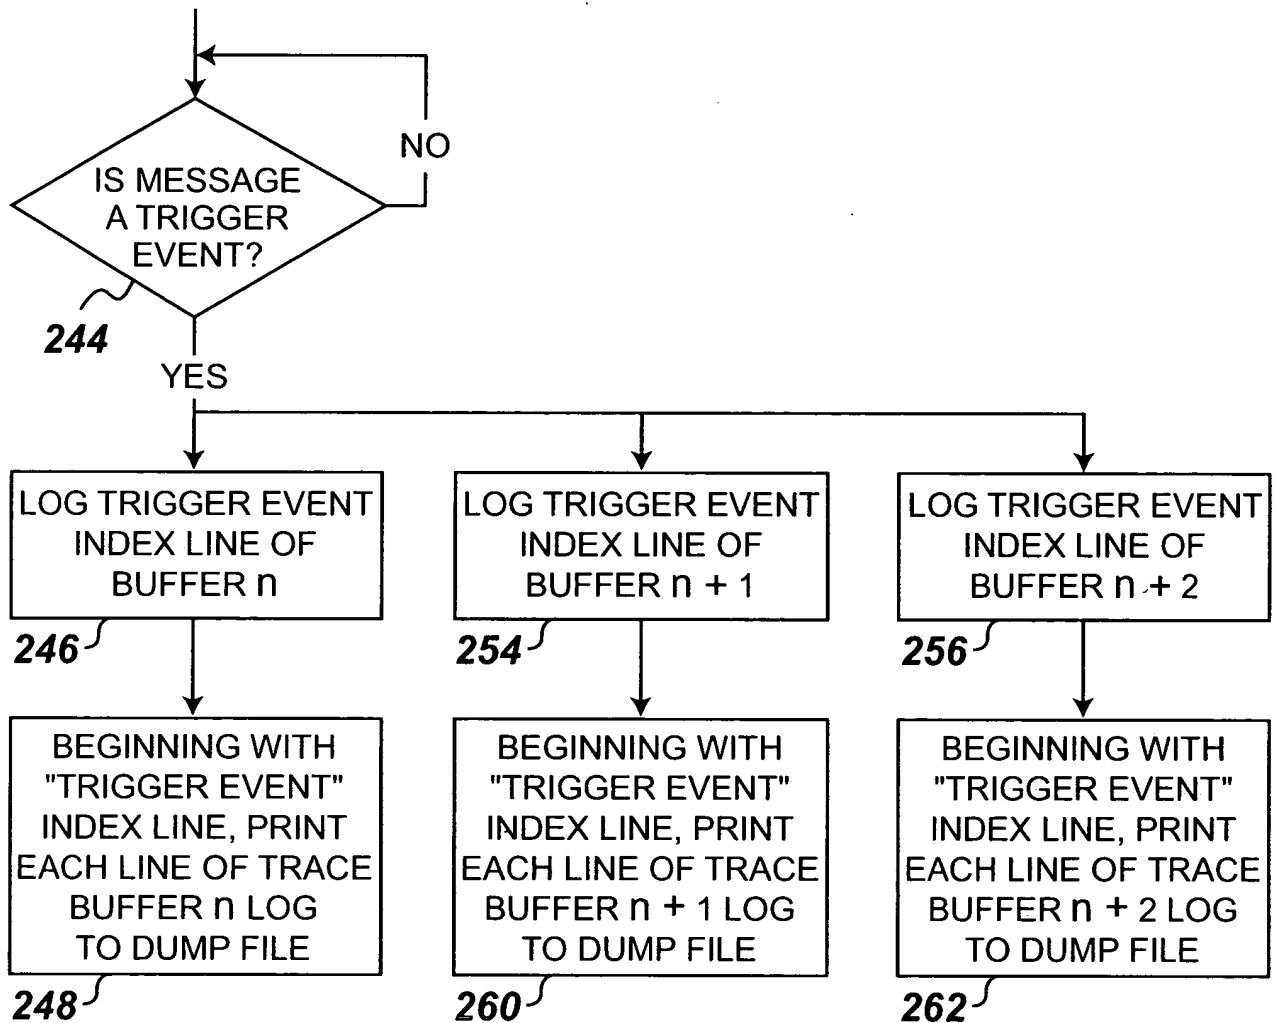 NO
IS MESSAGE
A TRIGGER
EVENT?
244
YES
LOG TRIGGER EVENT
INDEX LINE OF
BUFFER n
246
LOG TRIGGER EVENT
INDEX LINE OF
BUFFER n + 1
254
LOG TRIGGER EVENT
INDEX LINE OF
BUFFER n + 2
256
BEGINNING WITH
"TRIGGER EVENT"
INDEX LINE, PRINT
EACH LINE OF TRACE
BUFFER n LOG
TO DUMP FILE
248
BEGINNING WITH
"TRIGGER EVENT"
INDEX LINE, PRINT
EACH LINE OF TRACE
BUFFER n + 1 LOG
TO DUMP FILE
260
BEGINNING WITH
"TRIGGER EVENT"
INDEX LINE, PRINT
EACH LINE OF TRACE
BUFFER n + 2 LOG
TO DUMP FILE
262